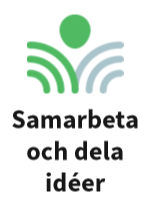 Samarbeta
och dela
idéer